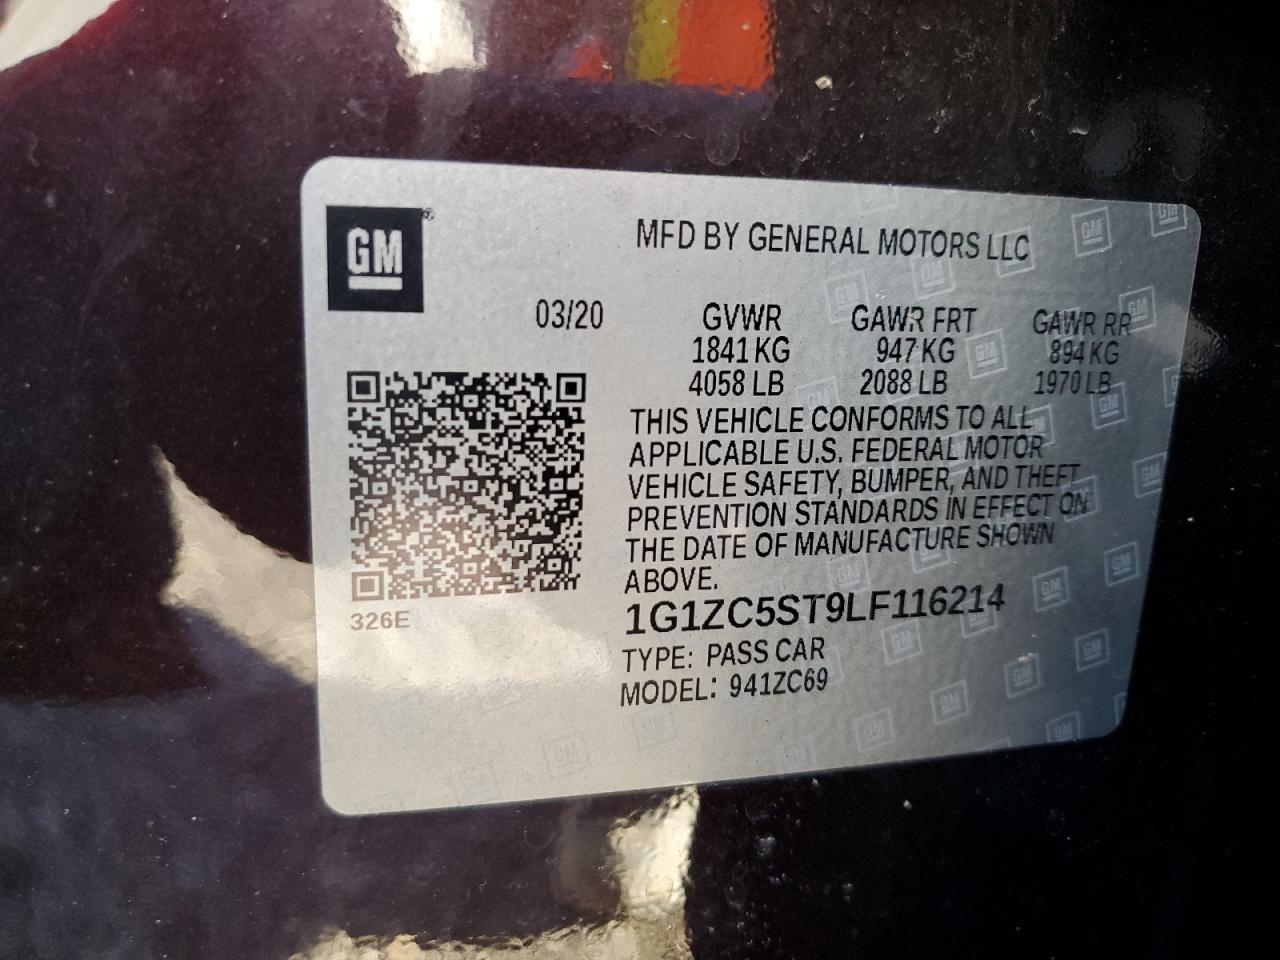 GM
MFD BY GENERAL MOTORS LLC
03/20 GVWR GAWR FRT GAWR RR
1841 KG 947 KG 894 KG
4058 LB 2088 LB 1970 LB
THIS VEHICLE CONFORMS TO ALL
APPLICABLE U.S. FEDERAL MOTOR
VEHICLE SAFETY, BUMPER, AND THEFT
PREVENTION STANDARDS IN EFFECT ON
THE DATE OF MANUFACTURE SHOWN
ABOVE.
326E
1G1ZC5ST9LF116214
TYPE: PASS CAR
MODEL: 941ZC69